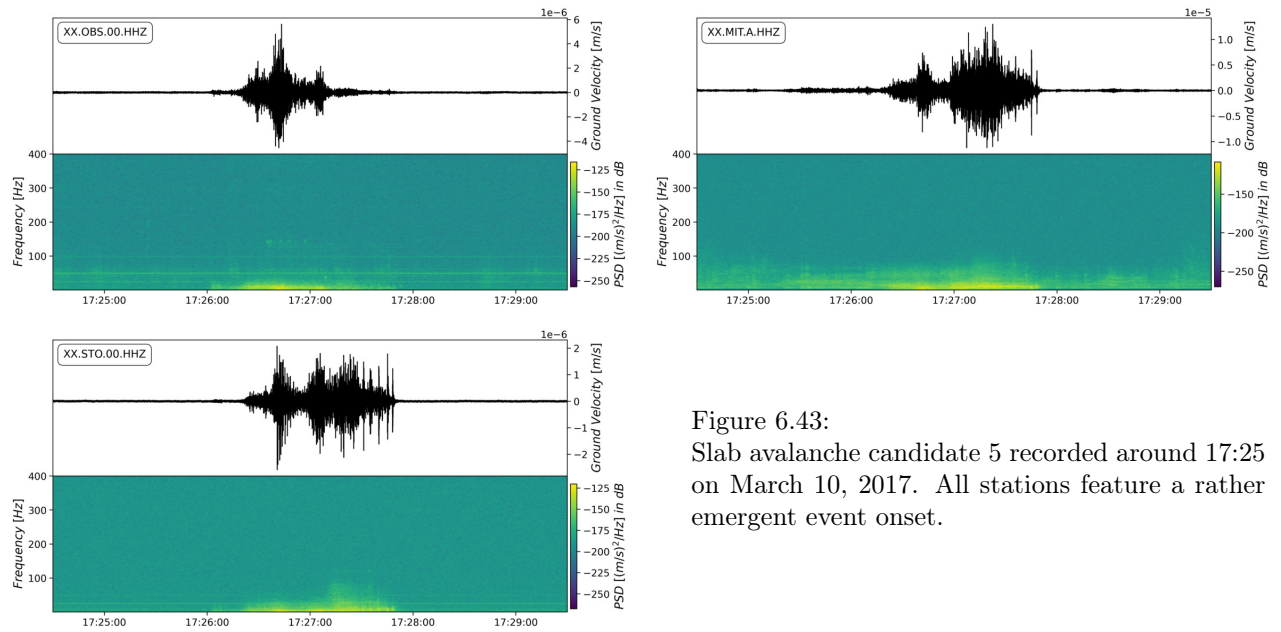 1e−6
XX.OBS.00.HHZ
6
4
2
0
−2
−4
Ground Velocity [m/s]
400
300
200
100
Frequency [Hz]
−125
−150
−175
−200
−225
−250
PSD [(m/s)²/Hz] in dB
17:25:00 17:26:00 17:27:00 17:28:00 17:29:00
1e−5
XX.MIT.A.HHZ
1.0
0.5
0.0
−0.5
−1.0
Ground Velocity [m/s]
400
300
200
100
Frequency [Hz]
−150
−200
−250
PSD [(m/s)²/Hz] in dB
17:25:00 17:26:00 17:27:00 17:28:00 17:29:00
1e−6
XX.STO.00.HHZ
2
1
0
−1
−2
Ground Velocity [m/s]
400
300
200
100
Frequency [Hz]
−125
−150
−175
−200
−225
−250
PSD [(m/s)²/Hz] in dB
17:25:00 17:26:00 17:27:00 17:28:00 17:29:00
Figure 6.43:
Slab avalanche candidate 5 recorded around 17:25
on March 10, 2017. All stations feature a rather
emergent event onset.